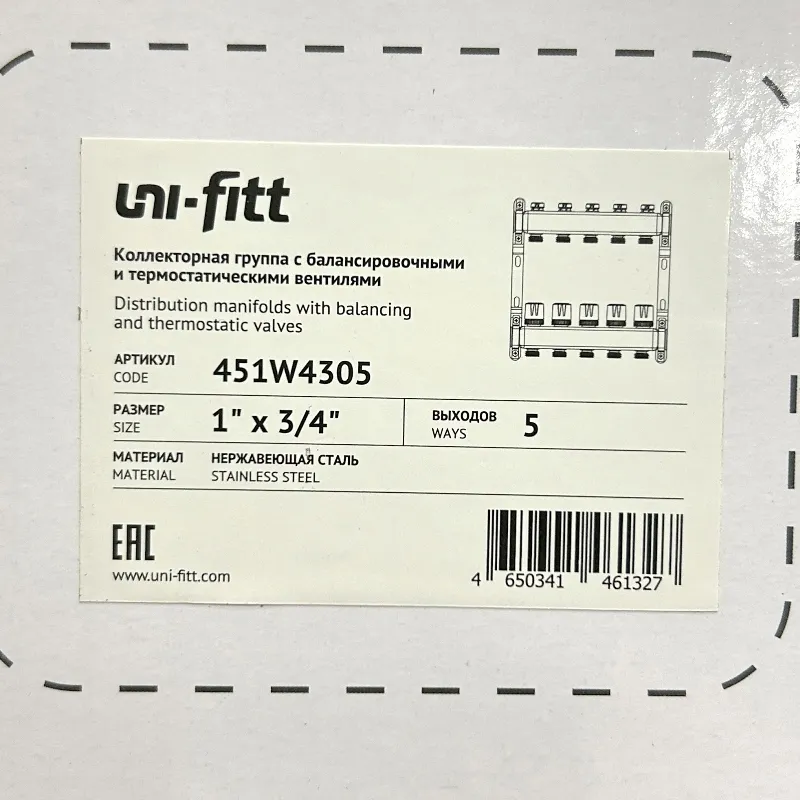 uni-fitt
Коллекторная группа с балансировочными
и термостатическими вентилями
Distribution manifolds with balancing
and thermostatic valves
АРТИКУЛ
CODE
451W4305
РАЗМЕР
SIZE
1" x 3/4"
ВЫХОДОВ
WAYS
5
МАТЕРИАЛ
MATERIAL
НЕРЖАВЕЮЩАЯ СТАЛЬ
STAINLESS STEEL
EAC
www.uni-fitt.com
4 650341 461327
W W W W W